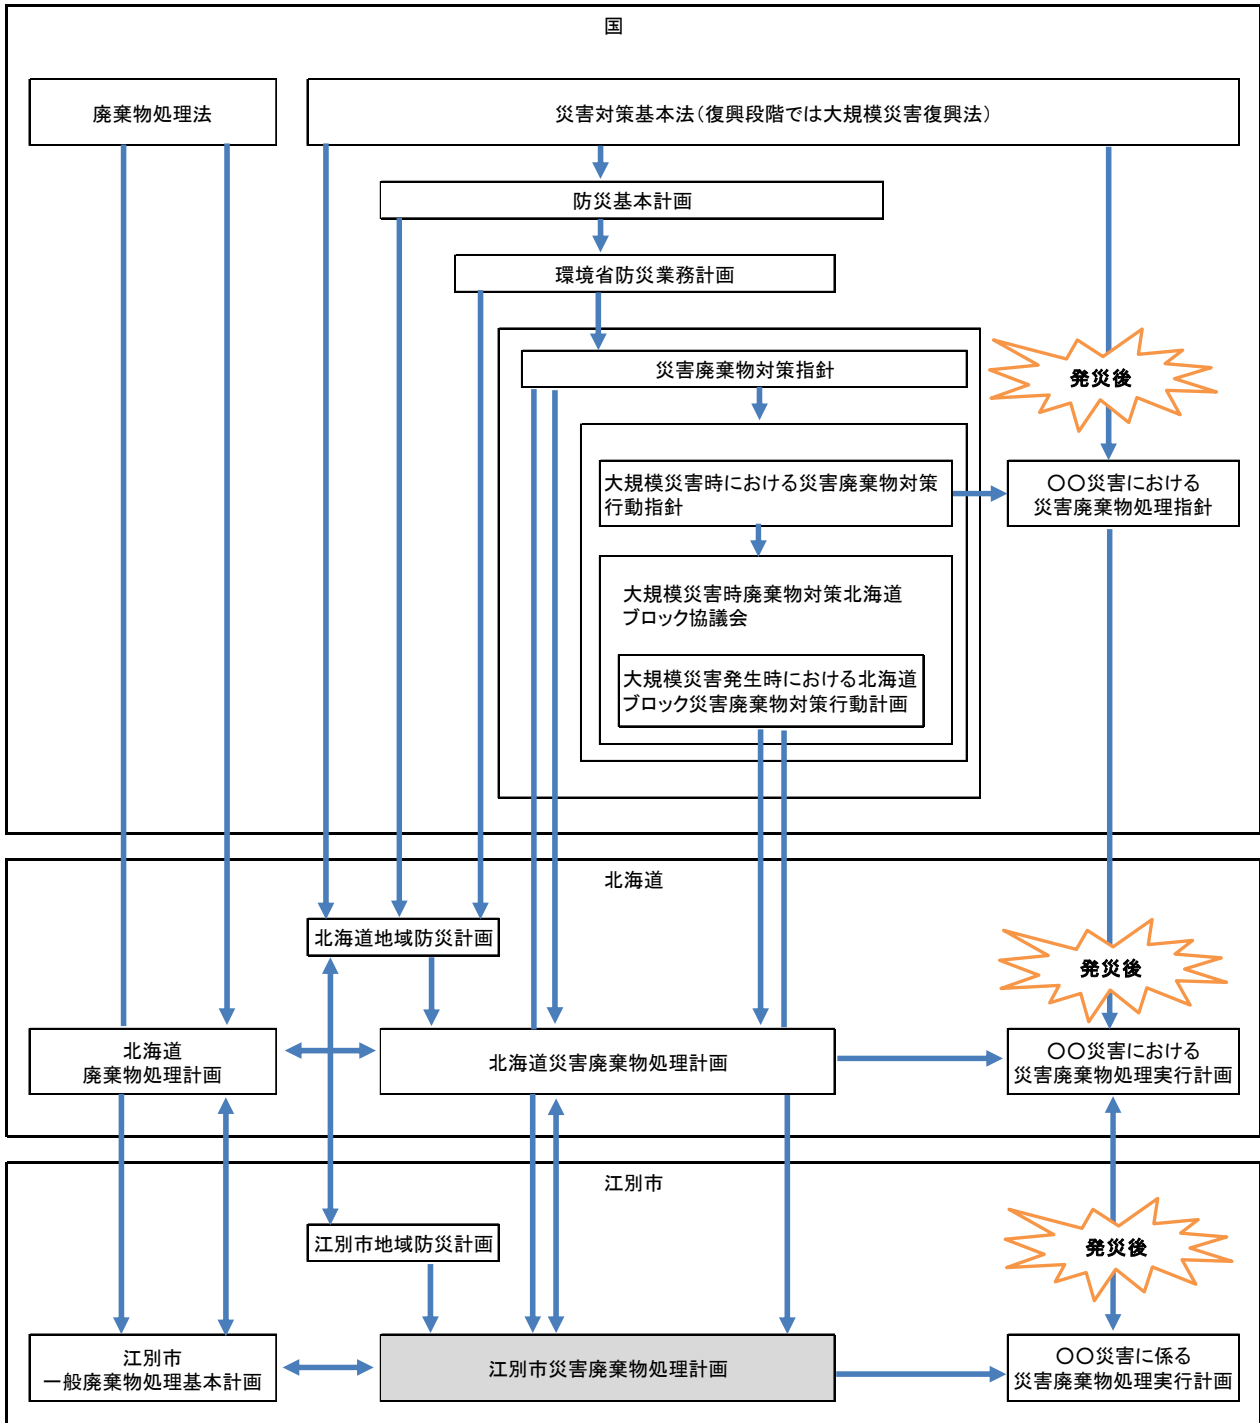 国
廃棄物処理法
災害対策基本法(復興段階では大規模災害復興法)
防災基本計画
環境省防災業務計画
災害廃棄物対策指針
発災後
大規模災害時における災害廃棄物対策
行動指針
〇〇災害における
災害廃棄物処理指針
大規模災害時廃棄物対策北海道
ブロック協議会
大規模災害発生時における北海道
ブロック災害廃棄物対策行動計画
北海道
北海道地域防災計画
発災後
北海道
廃棄物処理計画
北海道災害廃棄物処理計画
〇〇災害における
災害廃棄物処理実行計画
江別市
江別市地域防災計画
発災後
江別市
一般廃棄物処理基本計画
江別市災害廃棄物処理計画
〇〇災害に係る
災害廃棄物処理実行計画